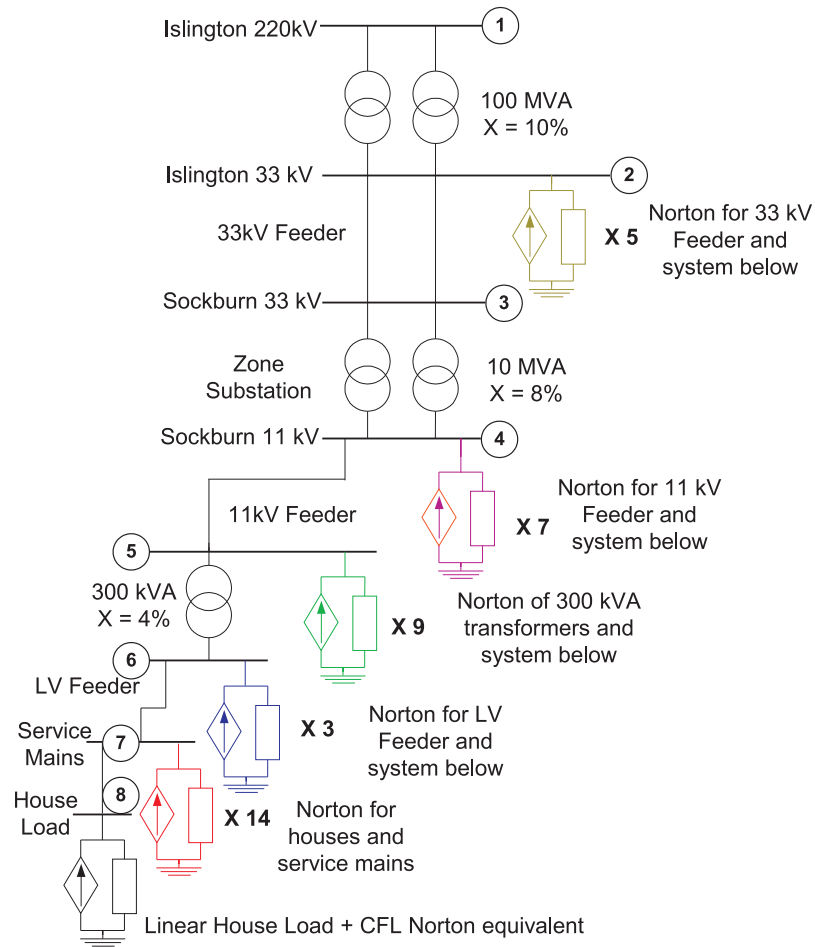 Islington 220kV
1
100 MVA
X = 10%
Islington 33 kV
2
33kV Feeder
X 5
Norton for 33 kV
Feeder and
system below
Sockburn 33 kV
3
Zone
Substation
10 MVA
X = 8%
Sockburn 11 kV
4
11kV Feeder
X 7
Norton for 11 kV
Feeder and
system below
5
300 kVA
X = 4%
X 9
Norton of 300 kVA
transformers and
system below
6
LV Feeder
X 3
Norton for LV
Feeder and
system below
Service
Mains
7
8
House
Load
X 14
Norton for
houses and
service mains
Linear House Load + CFL Norton equivalent